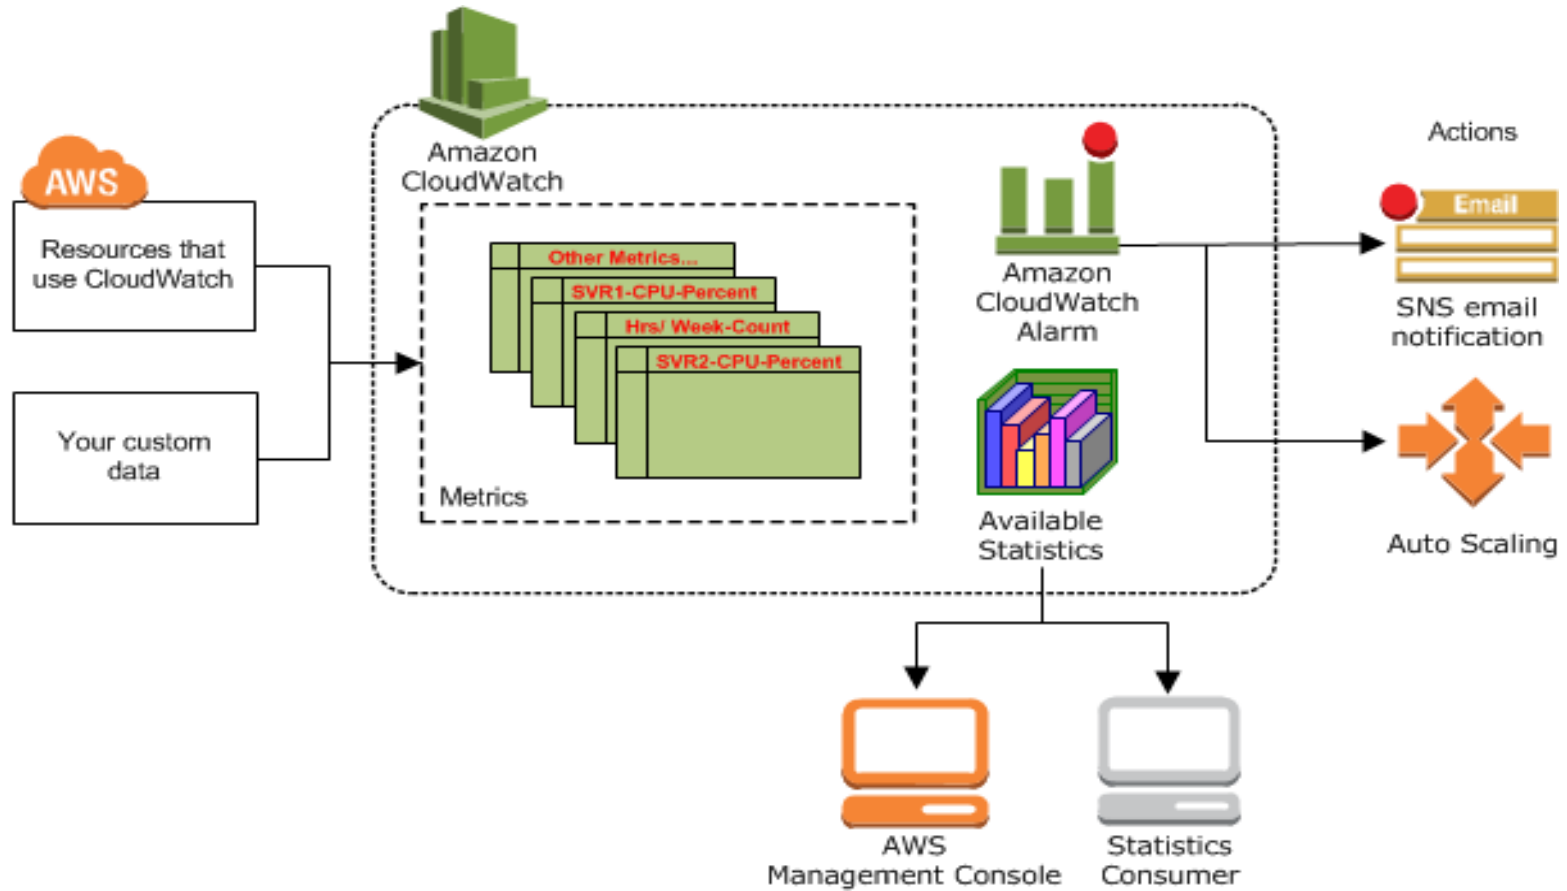 Amazon
CloudWatch
AWS
Resources that
use CloudWatch
Your custom
data
Other Metrics...
SVR1-CPU-Percent
Hrs/ Week-Count
SVR2-CPU-Percent
Metrics
Amazon
CloudWatch
Alarm
Available
Statistics
Actions
Email
SNS email
notification
Auto Scaling
AWS
Management Console
Statistics
Consumer